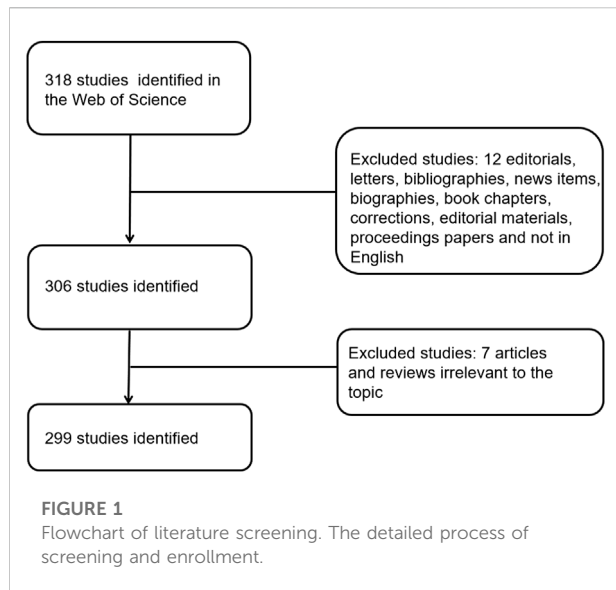 318 studies identified in
the Web of Science
Excluded studies: 12 editorials,
letters, bibliographies, news items,
biographies, book chapters,
corrections, editorial materials,
proceedings papers and not in
English
306 studies identified
Excluded studies: 7 articles
and reviews irrelevant to the
topic
299 studies identified
FIGURE 1
Flowchart of literature screening. The detailed process of
screening and enrollment.